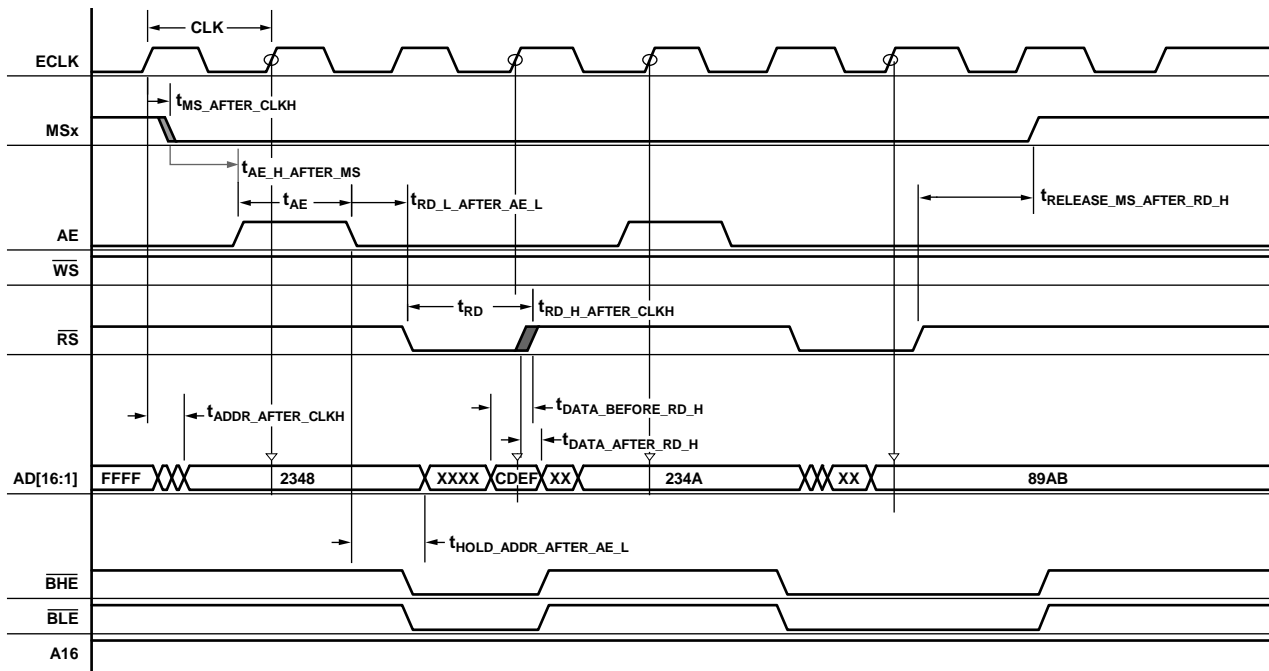 CLK
ECLK
tMS_AFTER_CLKH
MSx
tAE_H_AFTER_MS
tAE
tRD_L_AFTER_AE_L
tRELEASE_MS_AFTER_RD_H
AE
WS
tRD
tRD_H_AFTER_CLKH
RS
tADDR_AFTER_CLKH
tDATA_BEFORE_RD_H
tDATA_AFTER_RD_H
AD[16:1] FFFF 2348 XXXX CDEF XX 234A XX 89AB
tHOLD_ADDR_AFTER_AE_L
BHE
BLE
A16